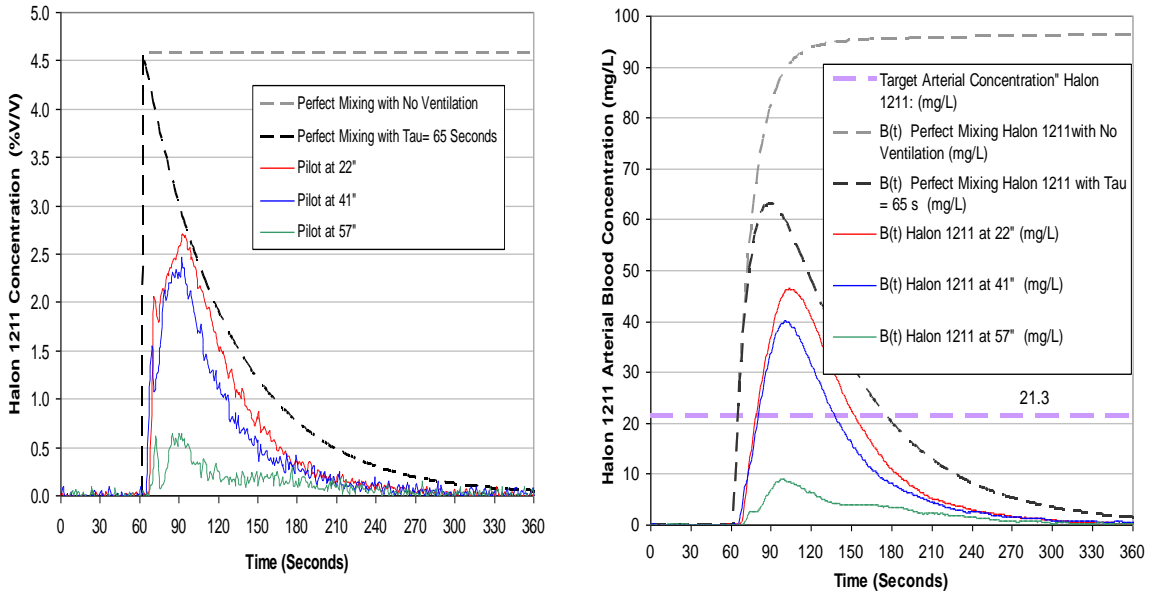 Halon 1211 Concentration (%V/V)
5.0
4.5
4.0
3.5
3.0
2.5
2.0
1.5
1.0
0.5
0.0
Perfect Mixing with No Ventilation
Perfect Mixing with Tau= 65 Seconds
Pilot at 22"
Pilot at 41"
Pilot at 57"
0 30 60 90 120 150 180 210 240 270 300 330 360
Time (Seconds)
Halon 1211 Arterial Blood Concentration (mg/L)
100
90
80
70
60
50
40
30
20
10
0
Target Arterial Concentration" Halon
1211: (mg/L)
B(t) Perfect Mixing Halon 1211with No
Ventilation (mg/L)
B(t) Perfect Mixing Halon 1211 with Tau
= 65 s (mg/L)
B(t) Halon 1211 at 22" (mg/L)
B(t) Halon 1211 at 41" (mg/L)
B(t) Halon 1211 at 57" (mg/L)
21.3
0 30 60 90 120 150 180 210 240 270 300 330 360
Time (Seconds)